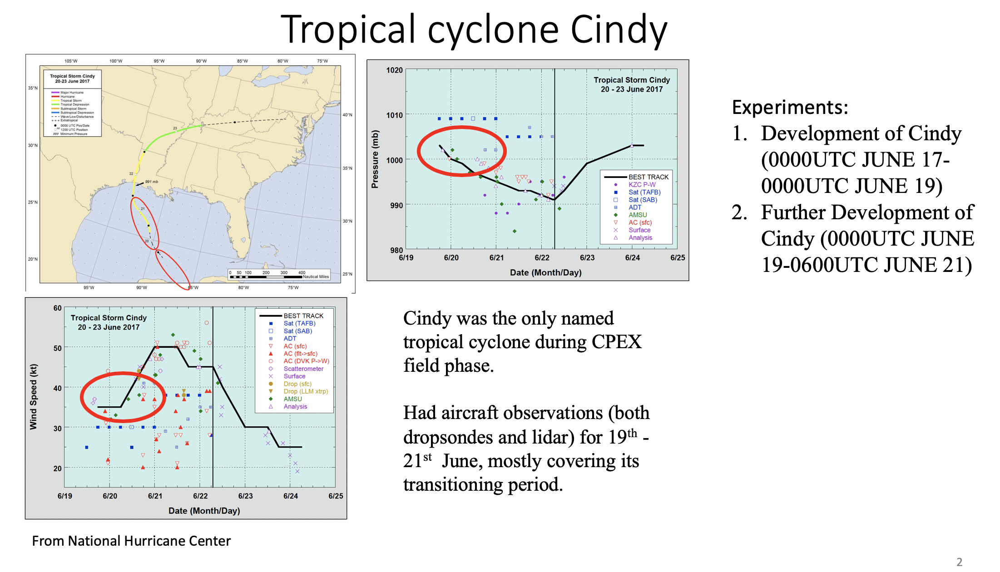 Tropical cyclone Cindy
105°W 100°W 95°W 90°W 85°W 80°W 75°W
Tropical Storm Cindy
20-23 June 2017
Major Hurricane
Hurricane
Tropical Storm
Tropical Depression
Subtropical Storm
Subtropical Depression
Wave/Low/Disturbance
+++ Extratropical
0000 UTC Pos/Date
1200 UTC Position
PPP Minimum Pressure
35°N
30°N
25°N
20°N
40°N
35°N
30°N
25°N
23
22
991 mb
21
20
0 50 100 200 300 400
Nautical Miles
95°W 90°W 85°W 80°W 75°W
Tropical Storm Cindy
20 - 23 June 2017
Pressure (mb)
1020
1010
1000
990
980
BEST TRACK
KZC P-W
Sat (TAFB)
Sat (SAB)
ADT
AMSU
AC (sfc)
Surface
Analysis
6/19 6/20 6/21 6/22 6/23 6/24 6/25
Date (Month/Day)
Experiments:
1. Development of Cindy
(0000UTC JUNE 17-
0000UTC JUNE 19)
2. Further Development of
Cindy (0000UTC JUNE
19-0600UTC JUNE 21)
Tropical Storm Cindy
20 - 23 June 2017
Wind Speed (kt)
60
50
40
30
20
BEST TRACK
Sat (TAFB)
Sat (SAB)
ADT
AC (sfc)
AC (flt->sfc)
AC (DVK P->W)
Scatterometer
Surface
Drop (sfc)
Drop (LLM xtrp)
AMSU
Analysis
6/19 6/20 6/21 6/22 6/23 6/24 6/25
Date (Month/Day)
Cindy was the only named
tropical cyclone during CPEX
field phase.
Had aircraft observations (both
dropsondes and lidar) for 19th -
21st June, mostly covering its
transitioning period.
From National Hurricane Center
2